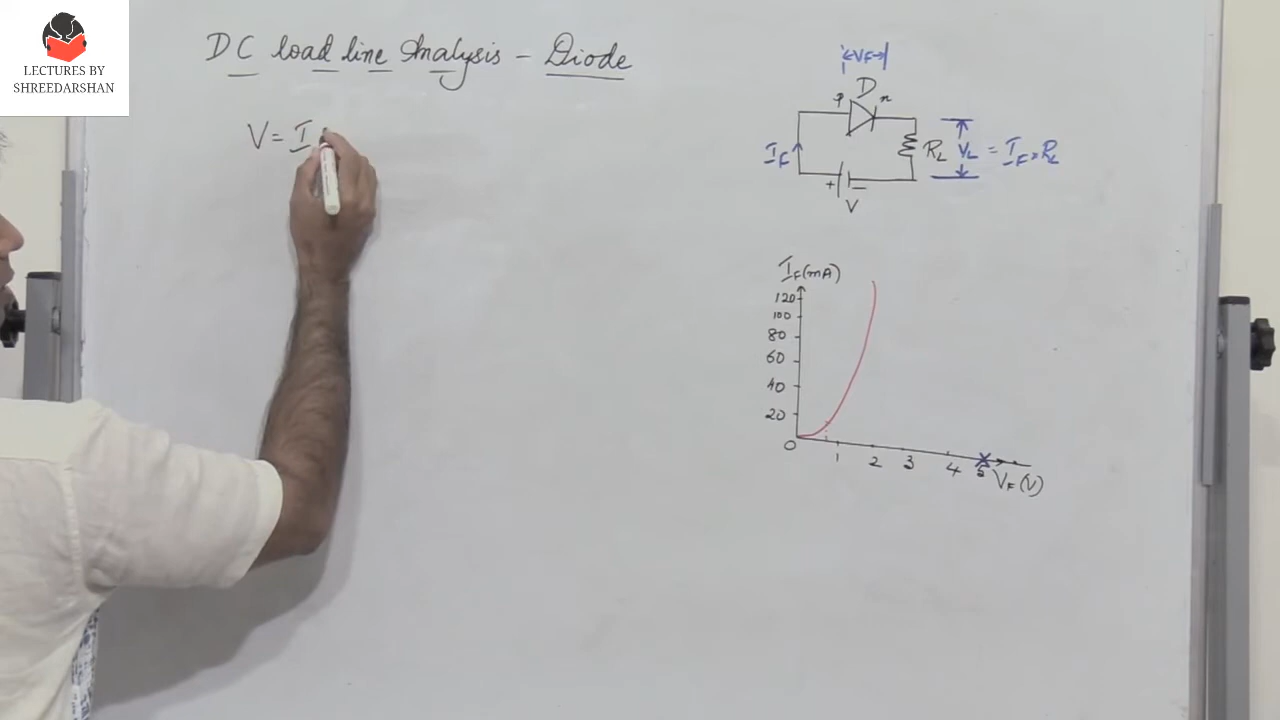 LECTURES BY
SHREEDARSHAN
DC load line Analysis - Diode
V = I
VF
D
P
n
IF
RL
VL = IF × RL
+
−
V
IF (mA)
120
100
80
60
40
20
0
1
2
3
4
5
VF (V)